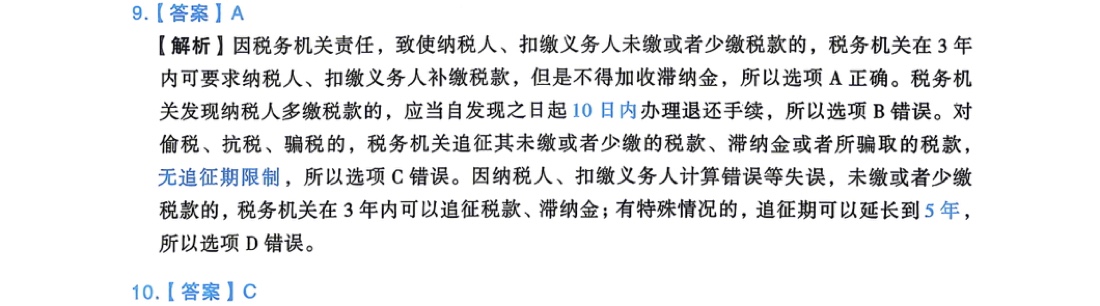 9.【答案】A
【解析】因税务机关责任，致使纳税人、扣缴义务人未缴或者少缴税款的，税务机关在 3 年
内可要求纳税人、扣缴义务人补缴税款，但是不得加收滞纳金，所以选项 A 正确。税务机
关发现纳税人多缴税款的，应当自发现之日起 10 日内办理退还手续，所以选项 B 错误。对
偷税、抗税、骗税的，税务机关追征其未缴或者少缴的税款、滞纳金或者所骗取的税款，
无追征期限制，所以选项 C 错误。因纳税人、扣缴义务人计算错误等失误，未缴或者少缴
税款的，税务机关在 3 年内可以追征税款、滞纳金；有特殊情况的，追征期可以延长到 5 年，
所以选项 D 错误。
10.【答案】C